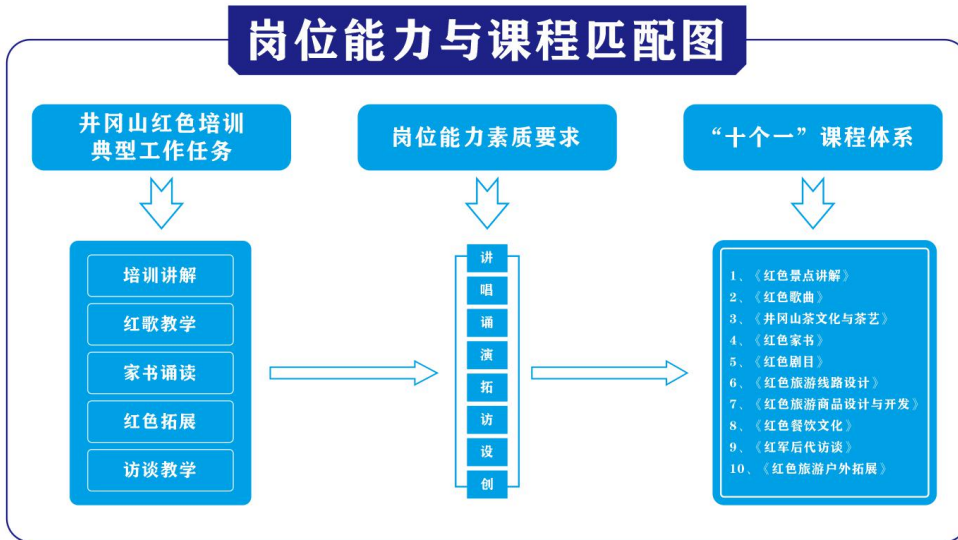 岗位能力与课程匹配图
井冈山红色培训
典型工作任务
岗位能力素质要求
“十个一”课程体系
培训讲解
红歌教学
家书诵读
红色拓展
访谈教学
讲
唱
诵
演
拓
访
设
创
1、《红色景点讲解》
2、《红色歌曲》
3、《井冈山茶文化与茶艺》
4、《红色家书》
5、《红色剧目》
6、《红色旅游线路设计》
7、《红色旅游商品设计与开发》
8、《红色餐饮文化》
9、《红军后代访谈》
10、《红色旅游户外拓展》